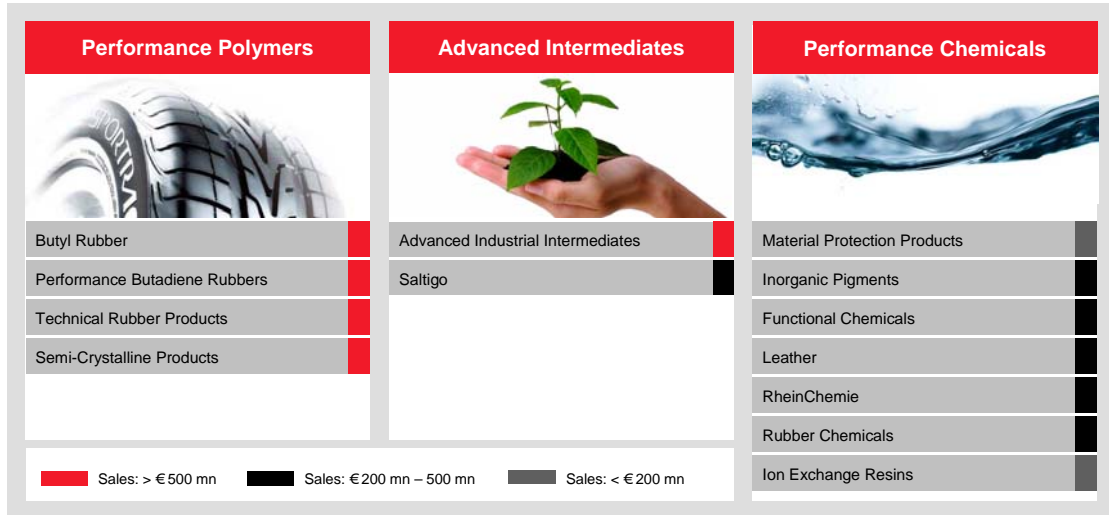 Performance Polymers
SPORTRA
Butyl Rubber
Performance Butadiene Rubbers
Technical Rubber Products
Semi-Crystalline Products
Advanced Intermediates
Advanced Industrial Intermediates
Saltigo
Performance Chemicals
Material Protection Products
Inorganic Pigments
Functional Chemicals
Leather
RheinChemie
Rubber Chemicals
Ion Exchange Resins
Sales: > €500 mn
Sales: €200 mn – 500 mn
Sales: < €200 mn